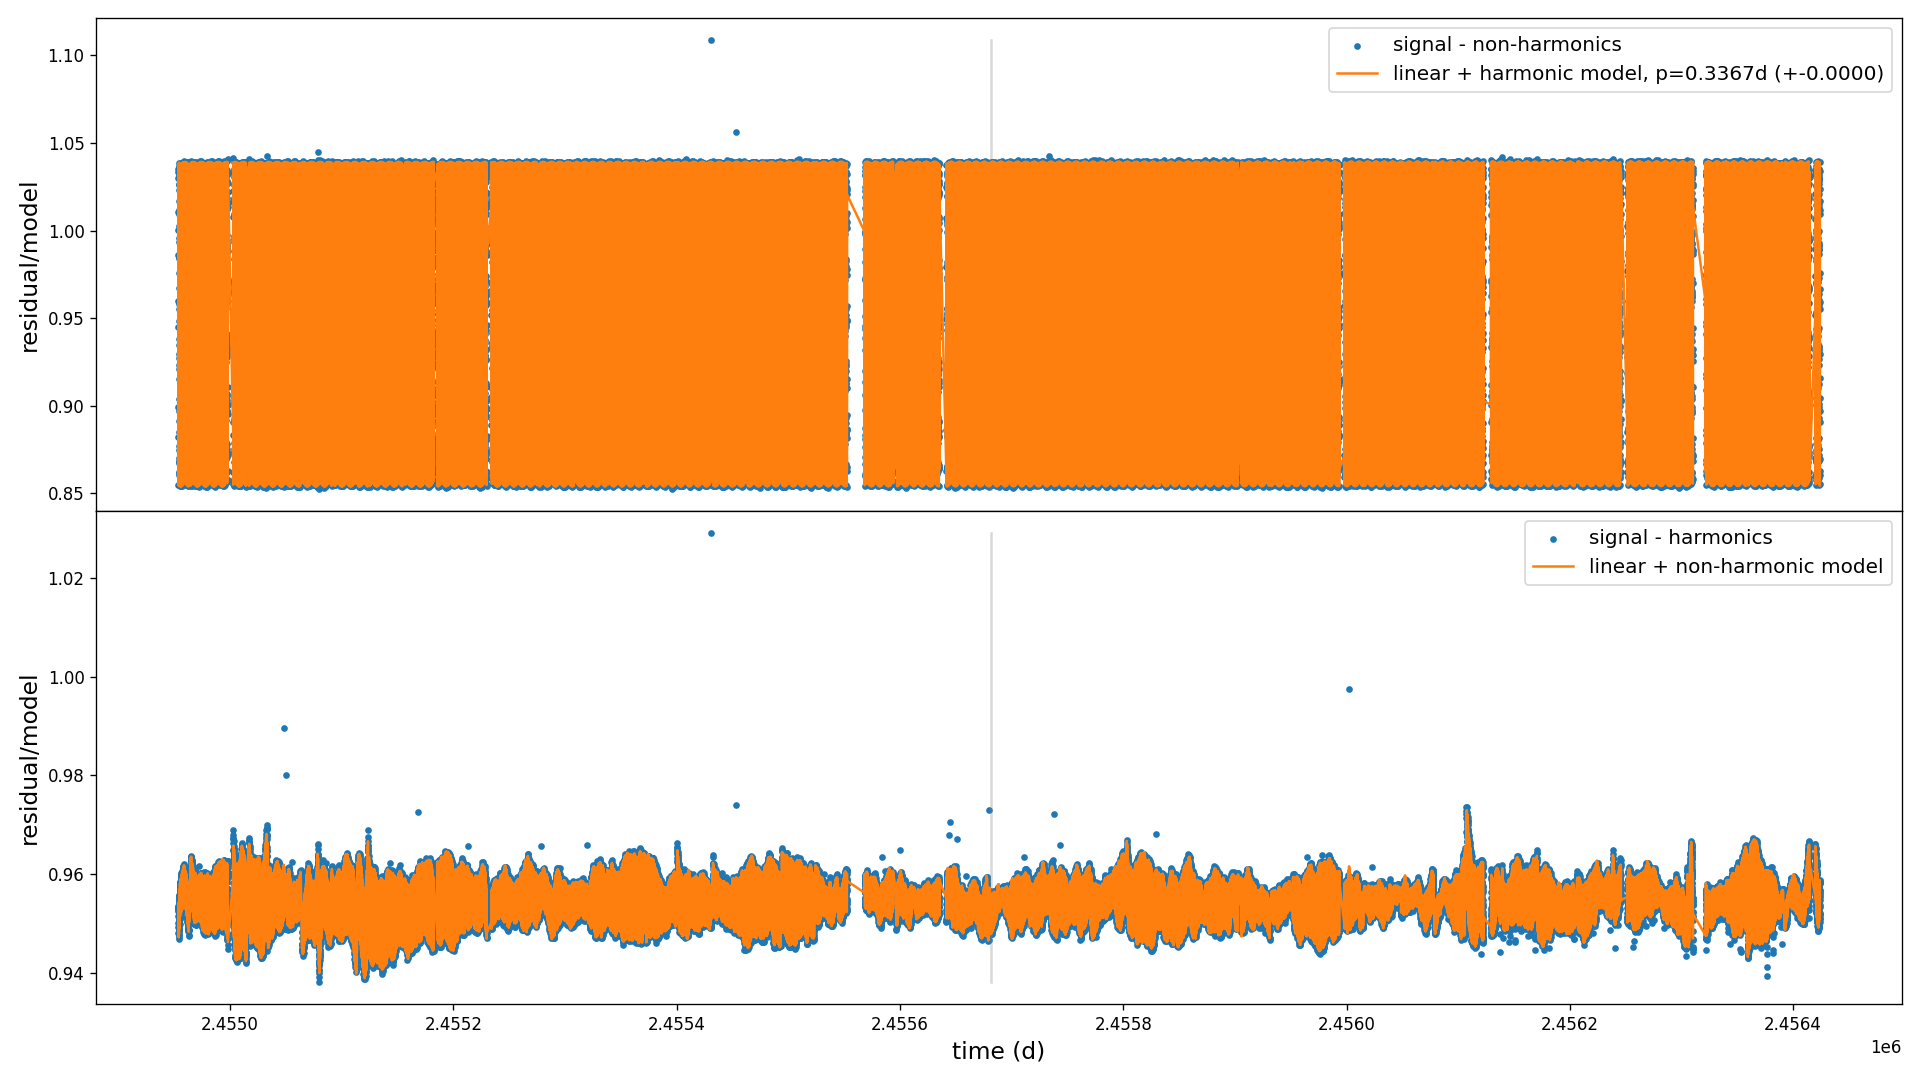 1.10
1.05
1.00
0.95
0.90
0.85
residual/model
signal - non-harmonics
linear + harmonic model, p=0.3367d (+-0.0000)
1.02
1.00
0.98
0.96
0.94
residual/model
signal - harmonics
linear + non-harmonic model
2.4550 2.4552 2.4554 2.4556 2.4558 2.4560 2.4562 2.4564
1e6
time (d)